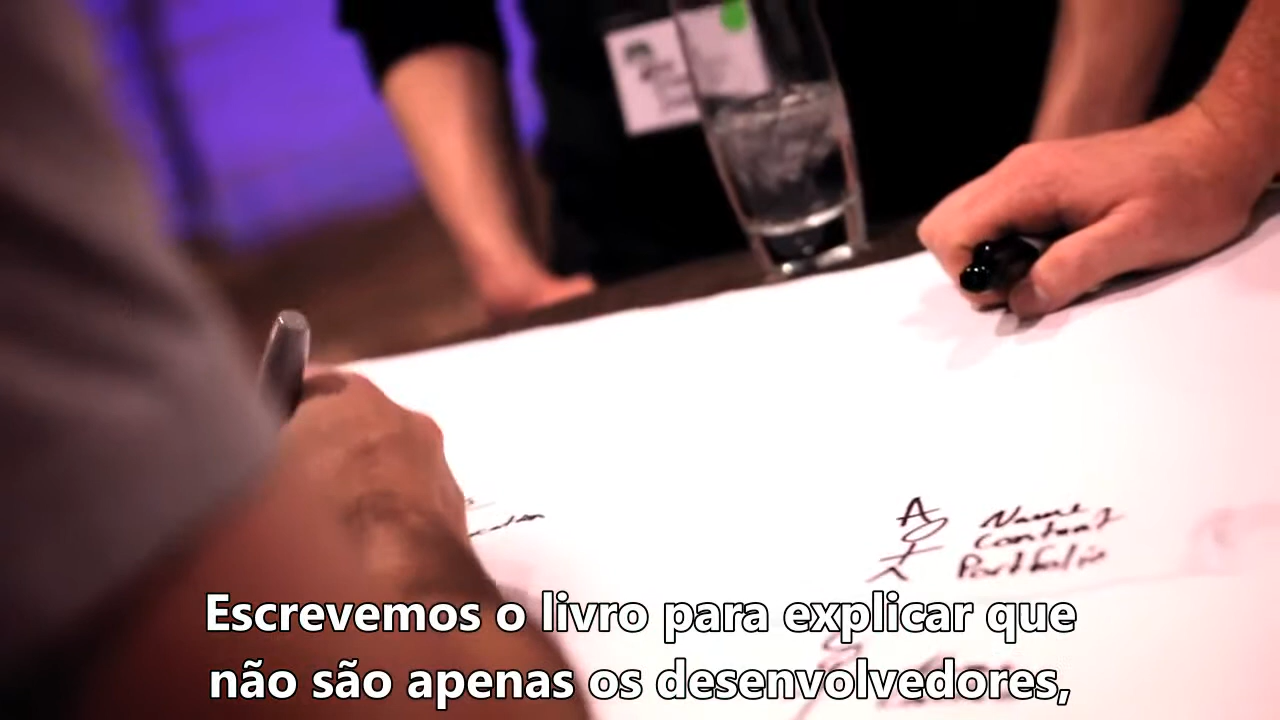 Name
Contact
Portfolio
Escrevemos o livro para explicar que
não são apenas os desenvolvedores,